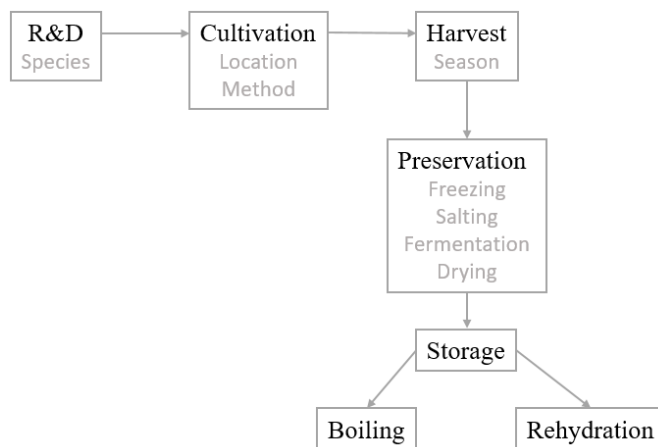 R&D
Species
Cultivation
Location
Method
Harvest
Season
Preservation
Freezing
Salting
Fermentation
Drying
Storage
Boiling
Rehydration